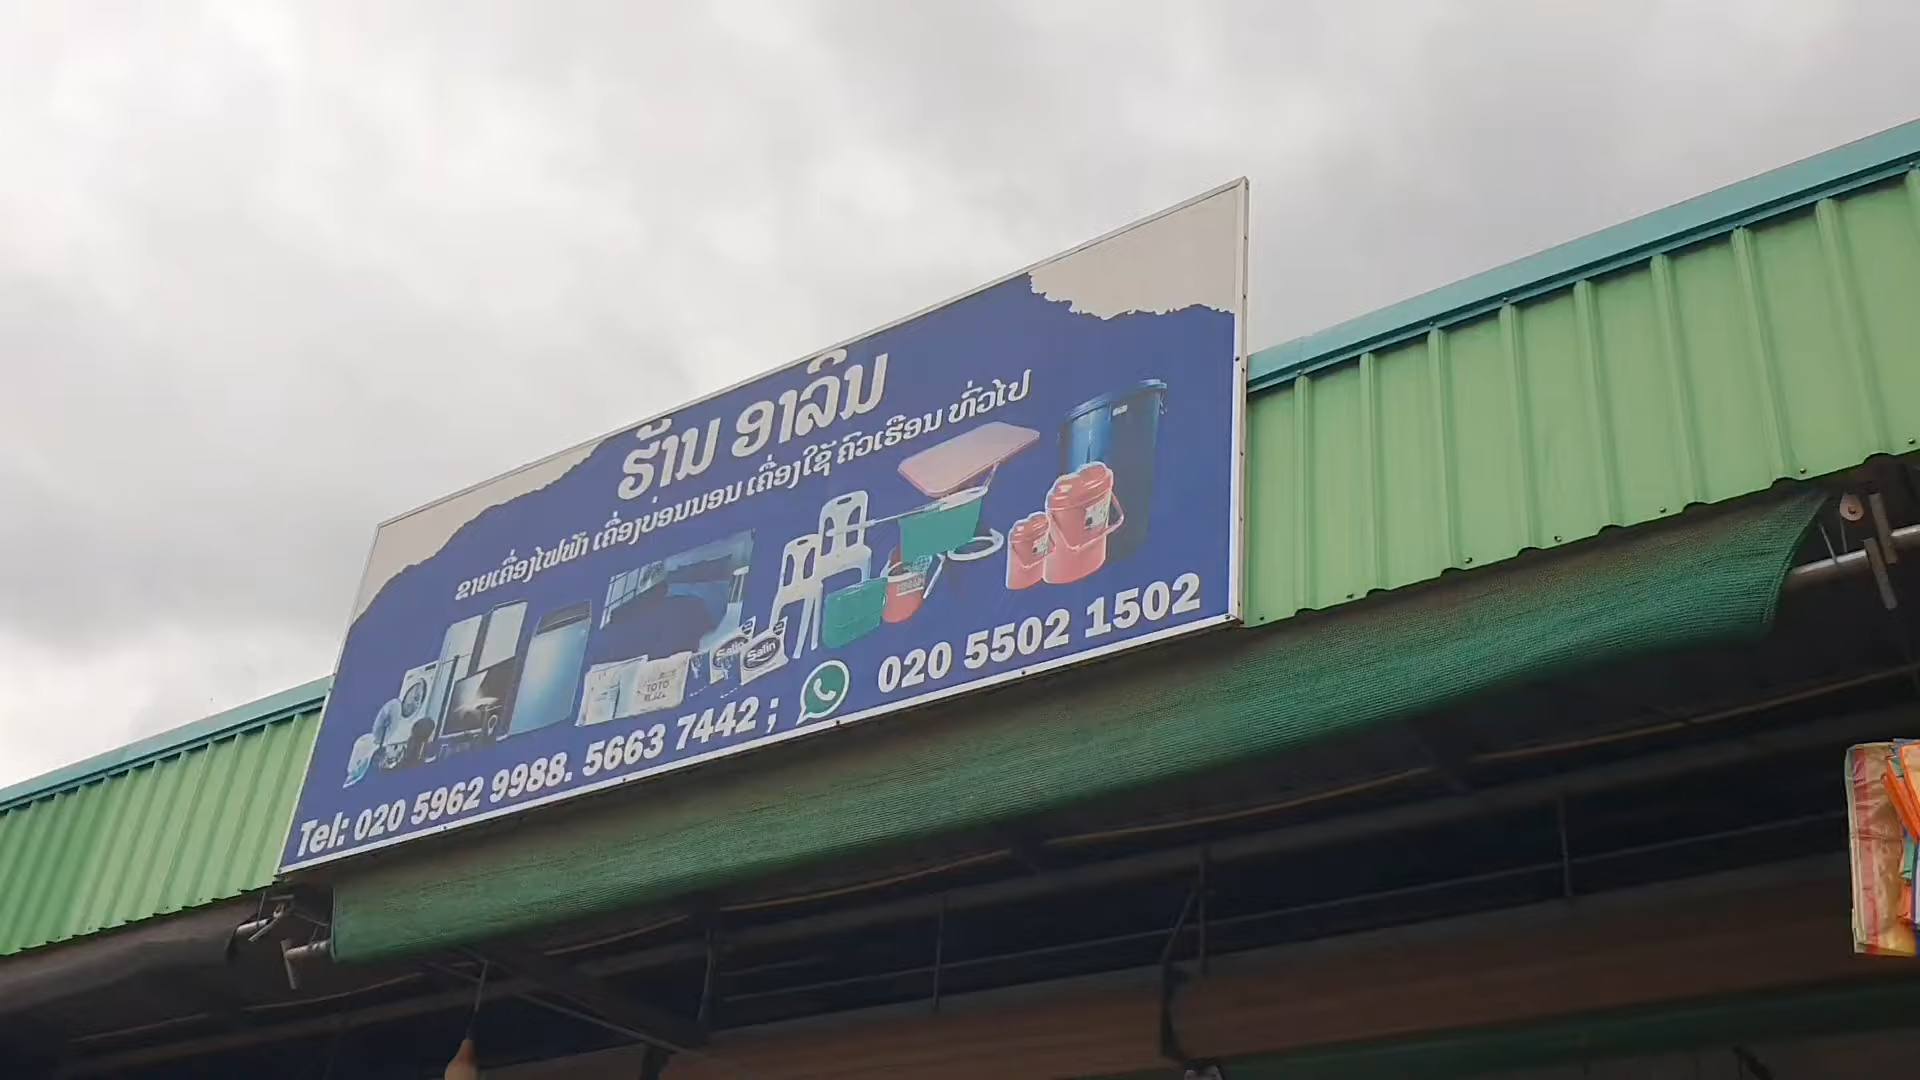 ຮ້ານ ອາລິນ
ຂາຍເຄື່ອງໄຟຟ້າ ເຄື່ອງບ່ອນນອນ ເຄື່ອງໃຊ້ ຄົວເຮືອນ ທົ່ວໄປ
Satin
TOTO
Tel: 020 5962 9988. 5663 7442 ; 020 5502 1502